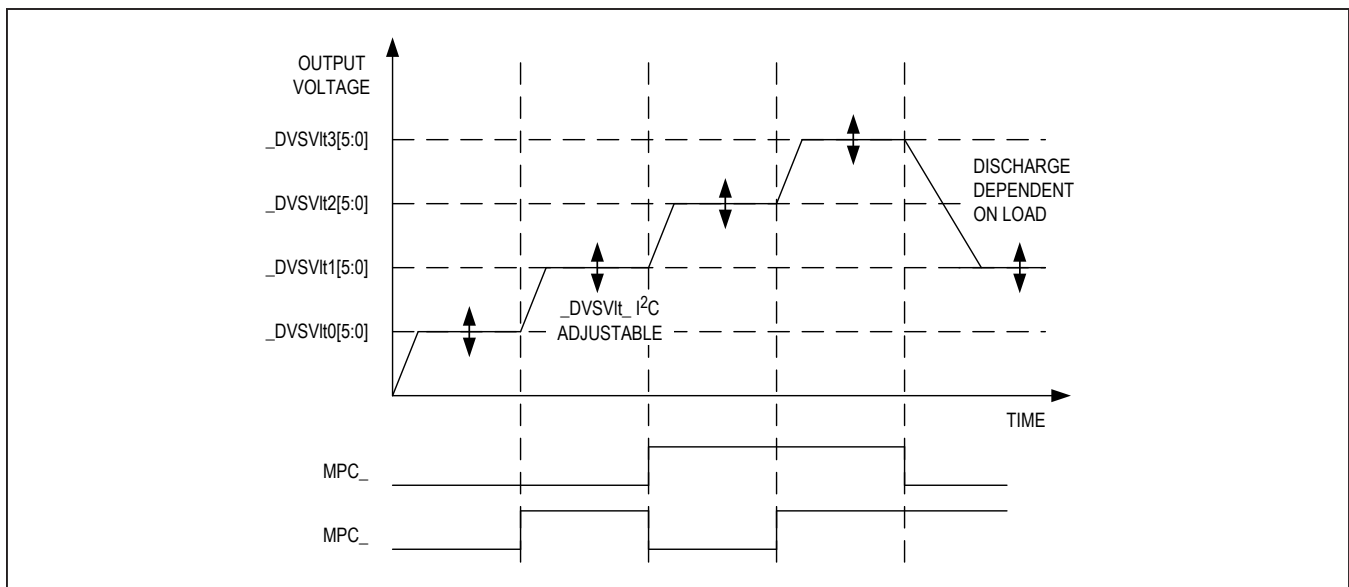 OUTPUT
VOLTAGE
_DVSVlt3[5:0]
DISCHARGE
DEPENDENT
ON LOAD
_DVSVlt2[5:0]
_DVSVlt1[5:0]
_DVSVlt_ I²C
ADJUSTABLE
_DVSVlt0[5:0]
TIME
MPC_
MPC_